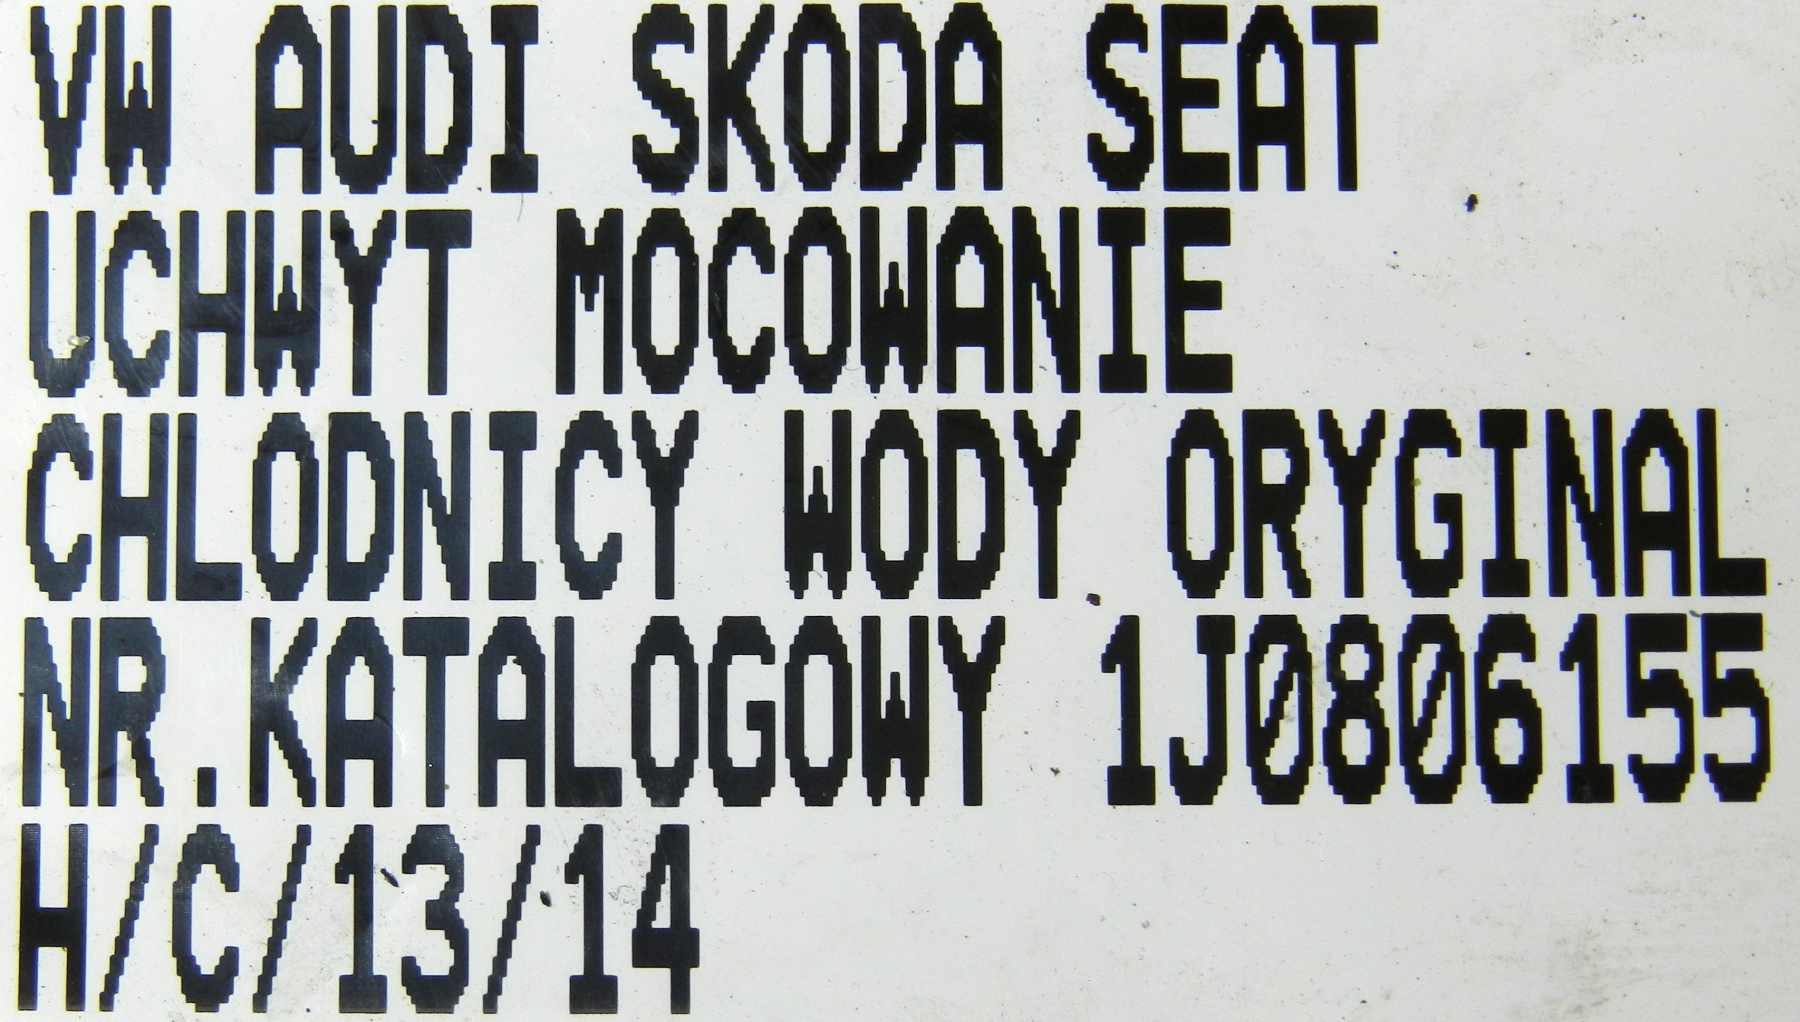 VW AUDI SKODA SEAT
UCHWYT MOCOWANIE
CHLODNICY WODY ORYGINAL
NR.KATALOGOWY 1J0806155
H/C/13/14